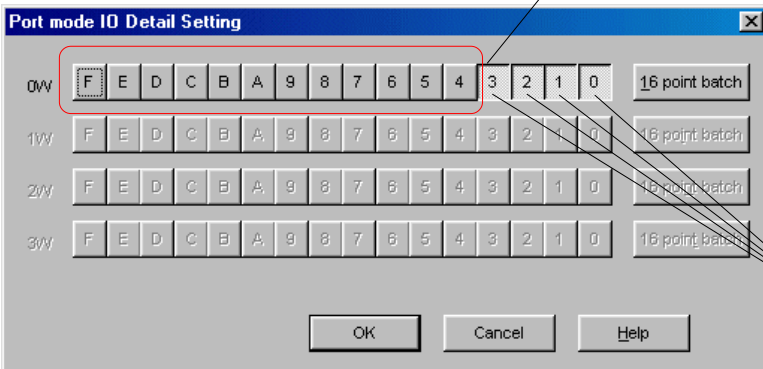 Port mode IO Detail Setting
0W F E D C B A 9 8 7 6 5 4 3 2 1 0 16 point batch
1W F E D C B A 9 8 7 6 5 4 3 2 1 0 16 point batch
2W F E D C B A 9 8 7 6 5 4 3 2 1 0 16 point batch
3W F E D C B A 9 8 7 6 5 4 3 2 1 0 16 point batch
OK Cancel Help